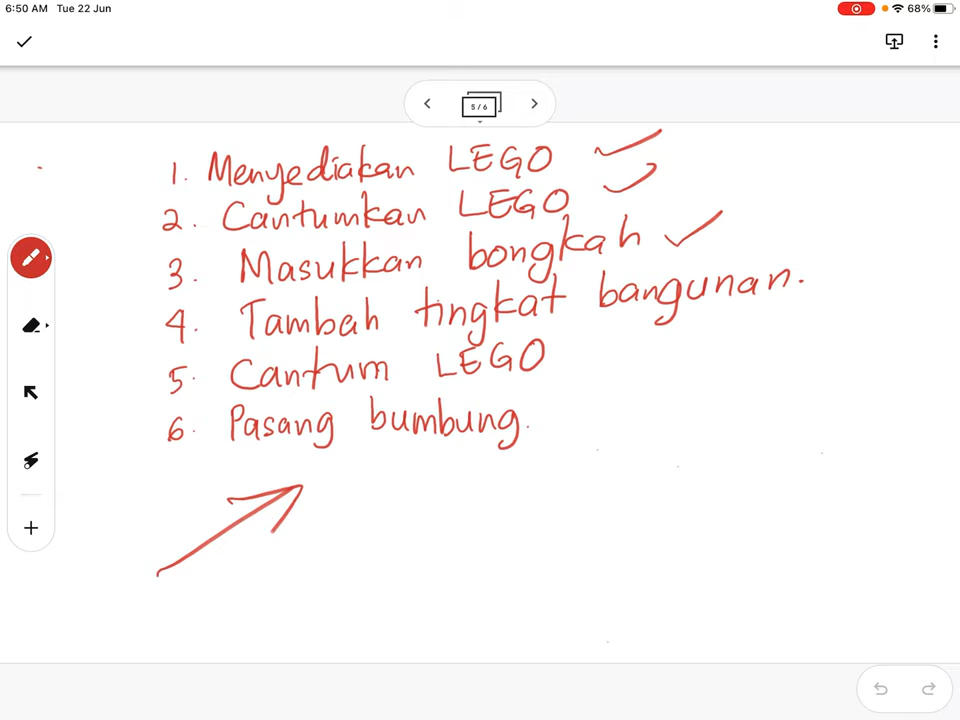 6:50 AM Tue 22 Jun
68%
5 / 6
1. Menyediakan LEGO
2. Cantumkan LEGO
3. Masukkan bongkah
4. Tambah tingkat bangunan.
5. Cantum LEGO
6. Pasang bumbung.